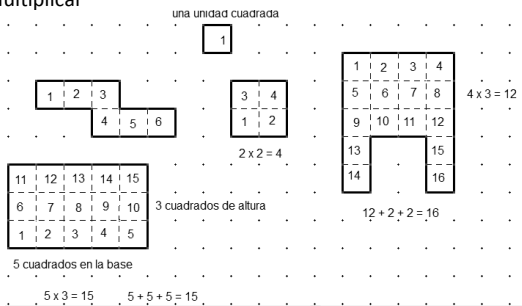 ultiplicar
una unidad cuadrada
1
1 2 3
4 5 6
3 4
1 2
2 x 2 = 4
1 2 3 4
5 6 7 8
9 10 11 12
13 15
14 16
4 x 3 = 12
12 + 2 + 2 = 16
11 12 13 14 15
6 7 8 9 10
1 2 3 4 5
3 cuadrados de altura
5 cuadrados en la base
5 x 3 = 15 5 + 5 + 5 = 15